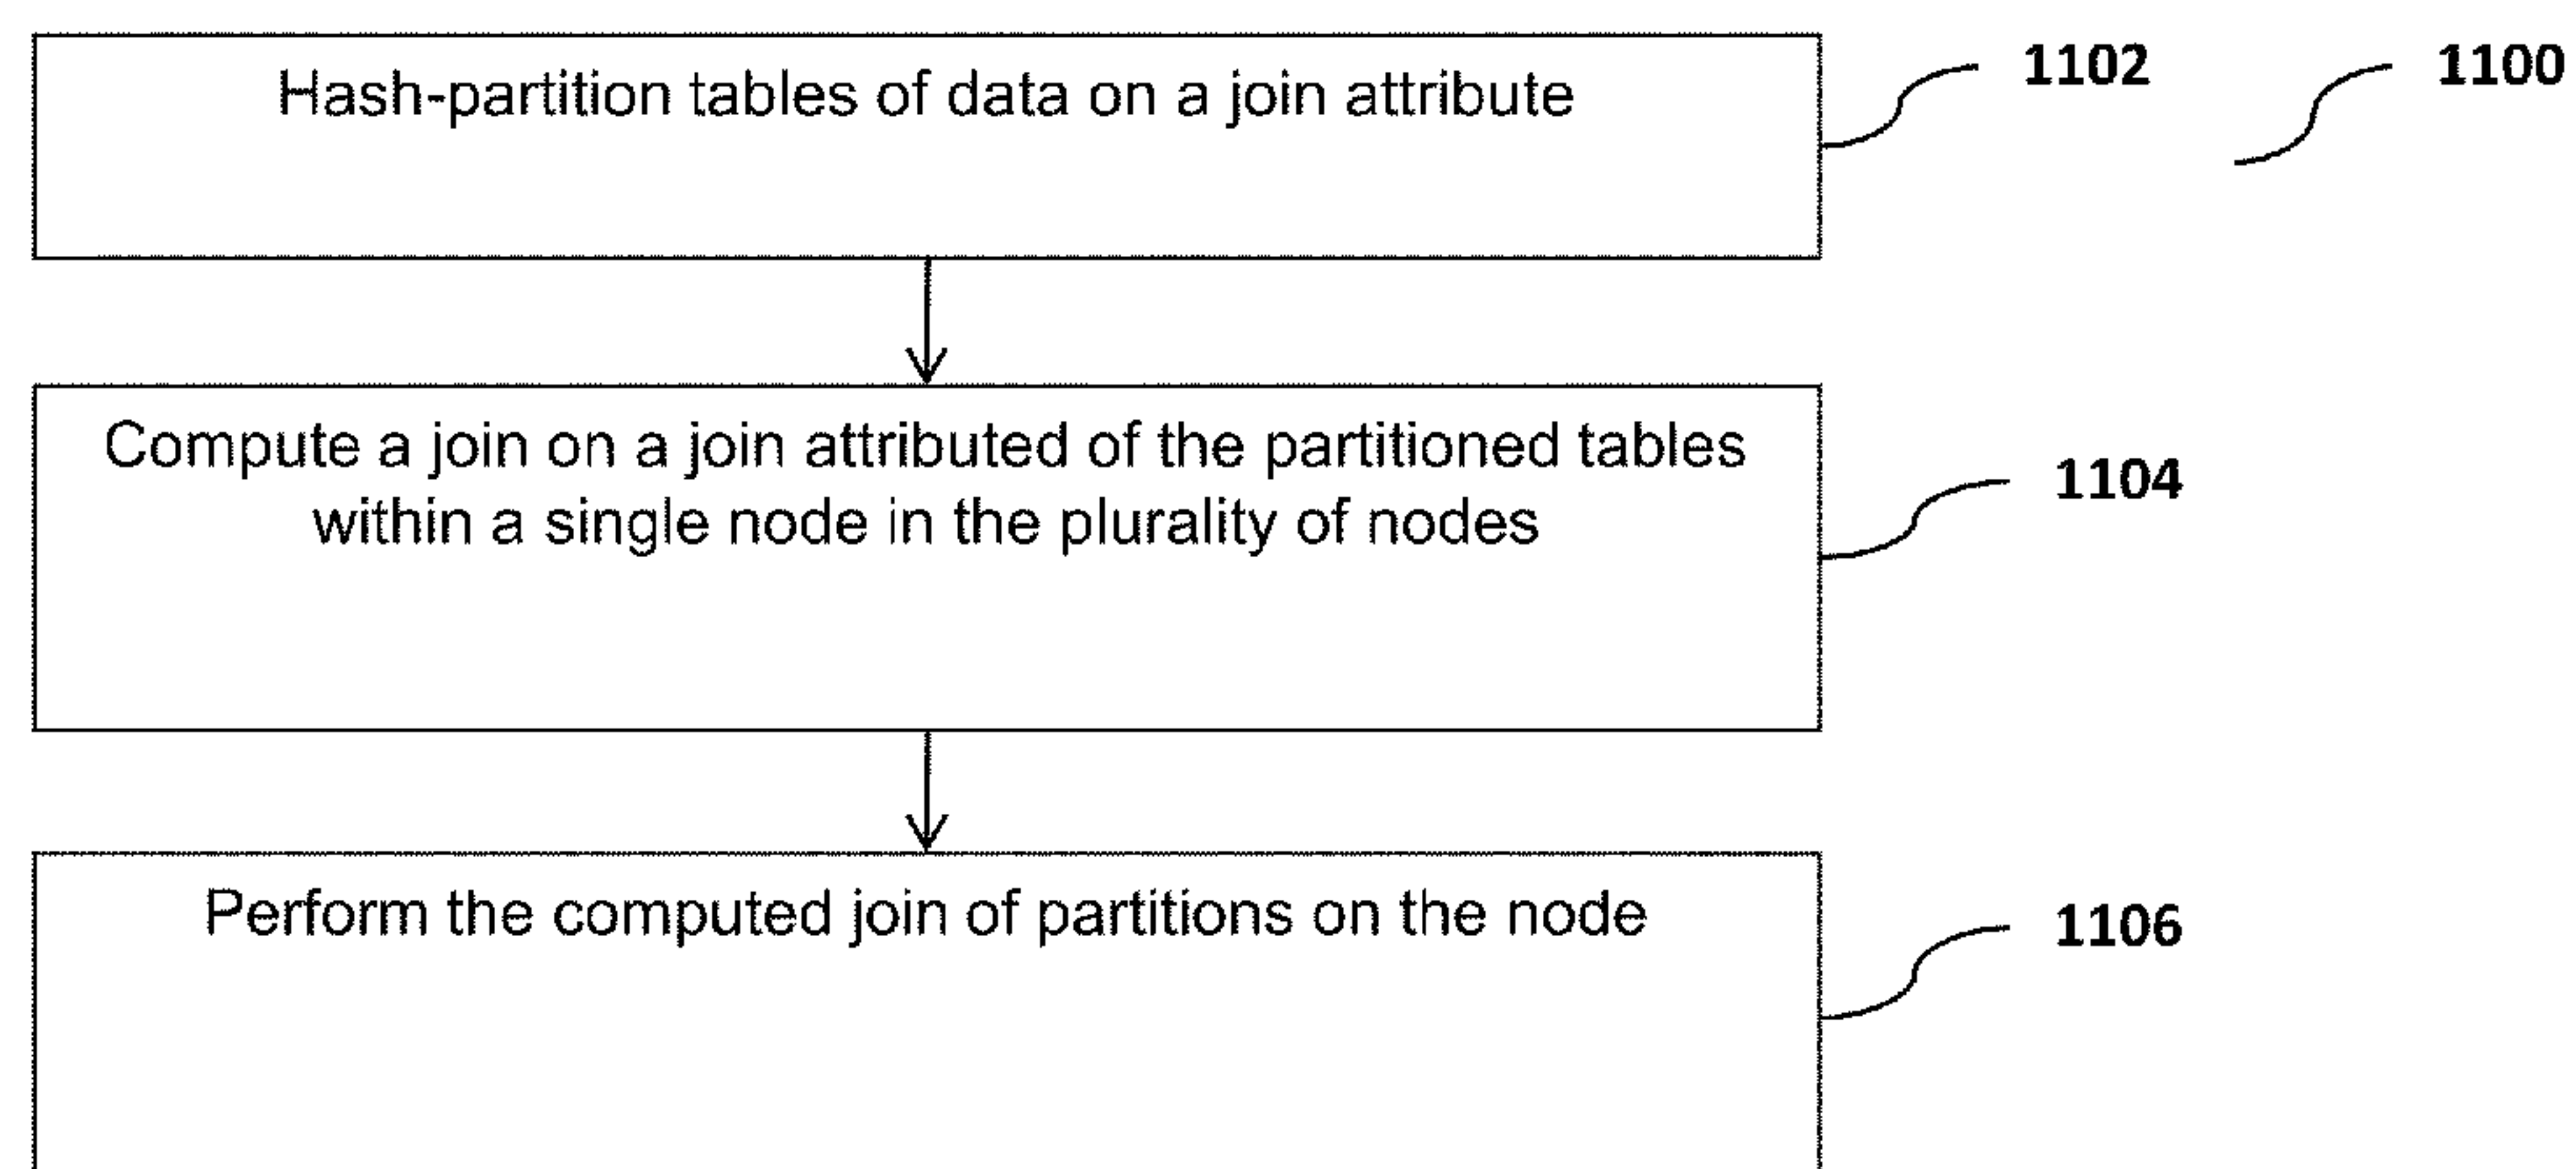 Hash-partition tables of data on a join attribute
1102
1100
Compute a join on a join attributed of the partitioned tables
within a single node in the plurality of nodes
1104
Perform the computed join of partitions on the node
1106